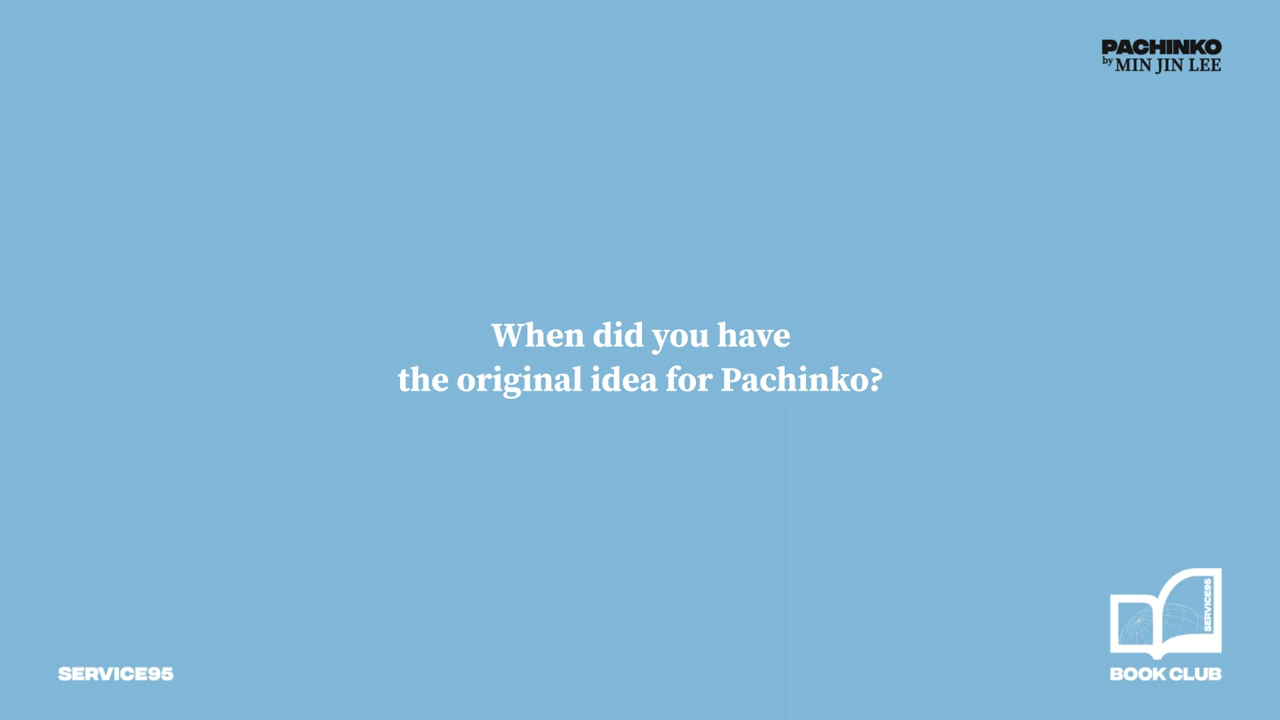 PACHINKO
by MIN JIN LEE
When did you have
the original idea for Pachinko?
SERVICE95
SERVICE95
BOOK CLUB